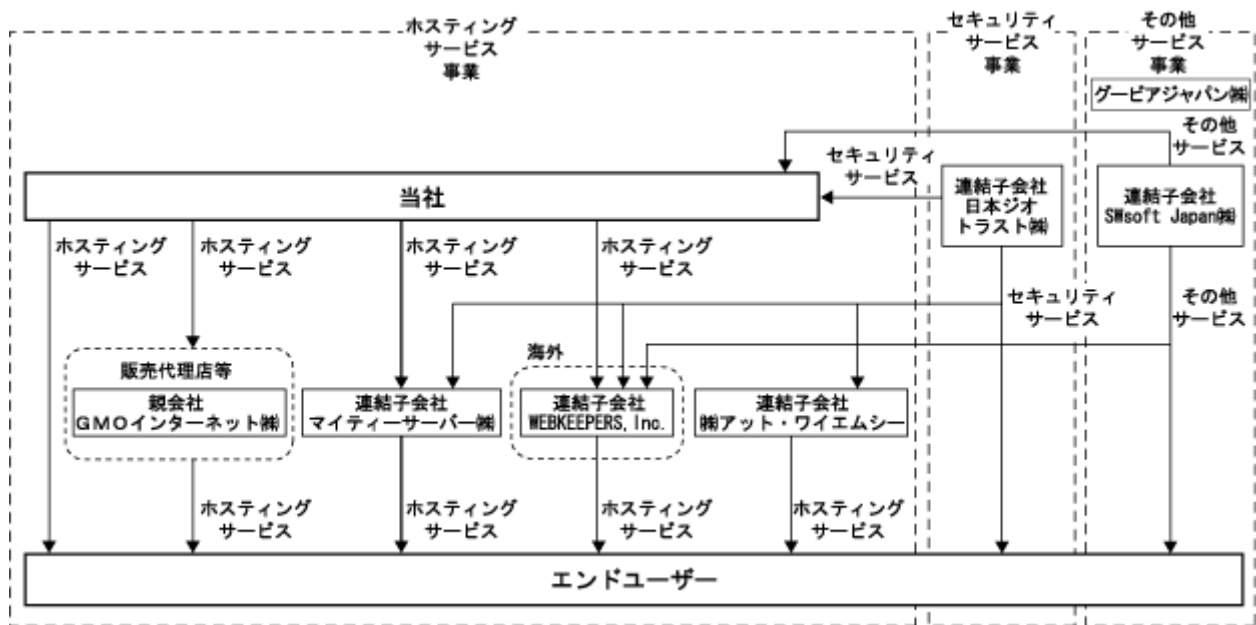 ホスティング
サービス
事業
セキュリティ
サービス
事業
その他
サービス
事業
グーピアジャパン㈱
その他
サービス
セキュリティ
サービス
当社
連結子会社
日本ジオ
トラスト㈱
連結子会社
SWsoft Japan㈱
ホスティング
サービス
ホスティング
サービス
ホスティング
サービス
ホスティング
サービス
セキュリティ
サービス
その他
サービス
販売代理店等
親会社
GMOインターネット㈱
連結子会社
マイティーサーバー㈱
海外
連結子会社
WEBKEEPERS, Inc.
連結子会社
㈱アット・ワイエムシー
ホスティング
サービス
ホスティング
サービス
ホスティング
サービス
ホスティング
サービス
エンドユーザー